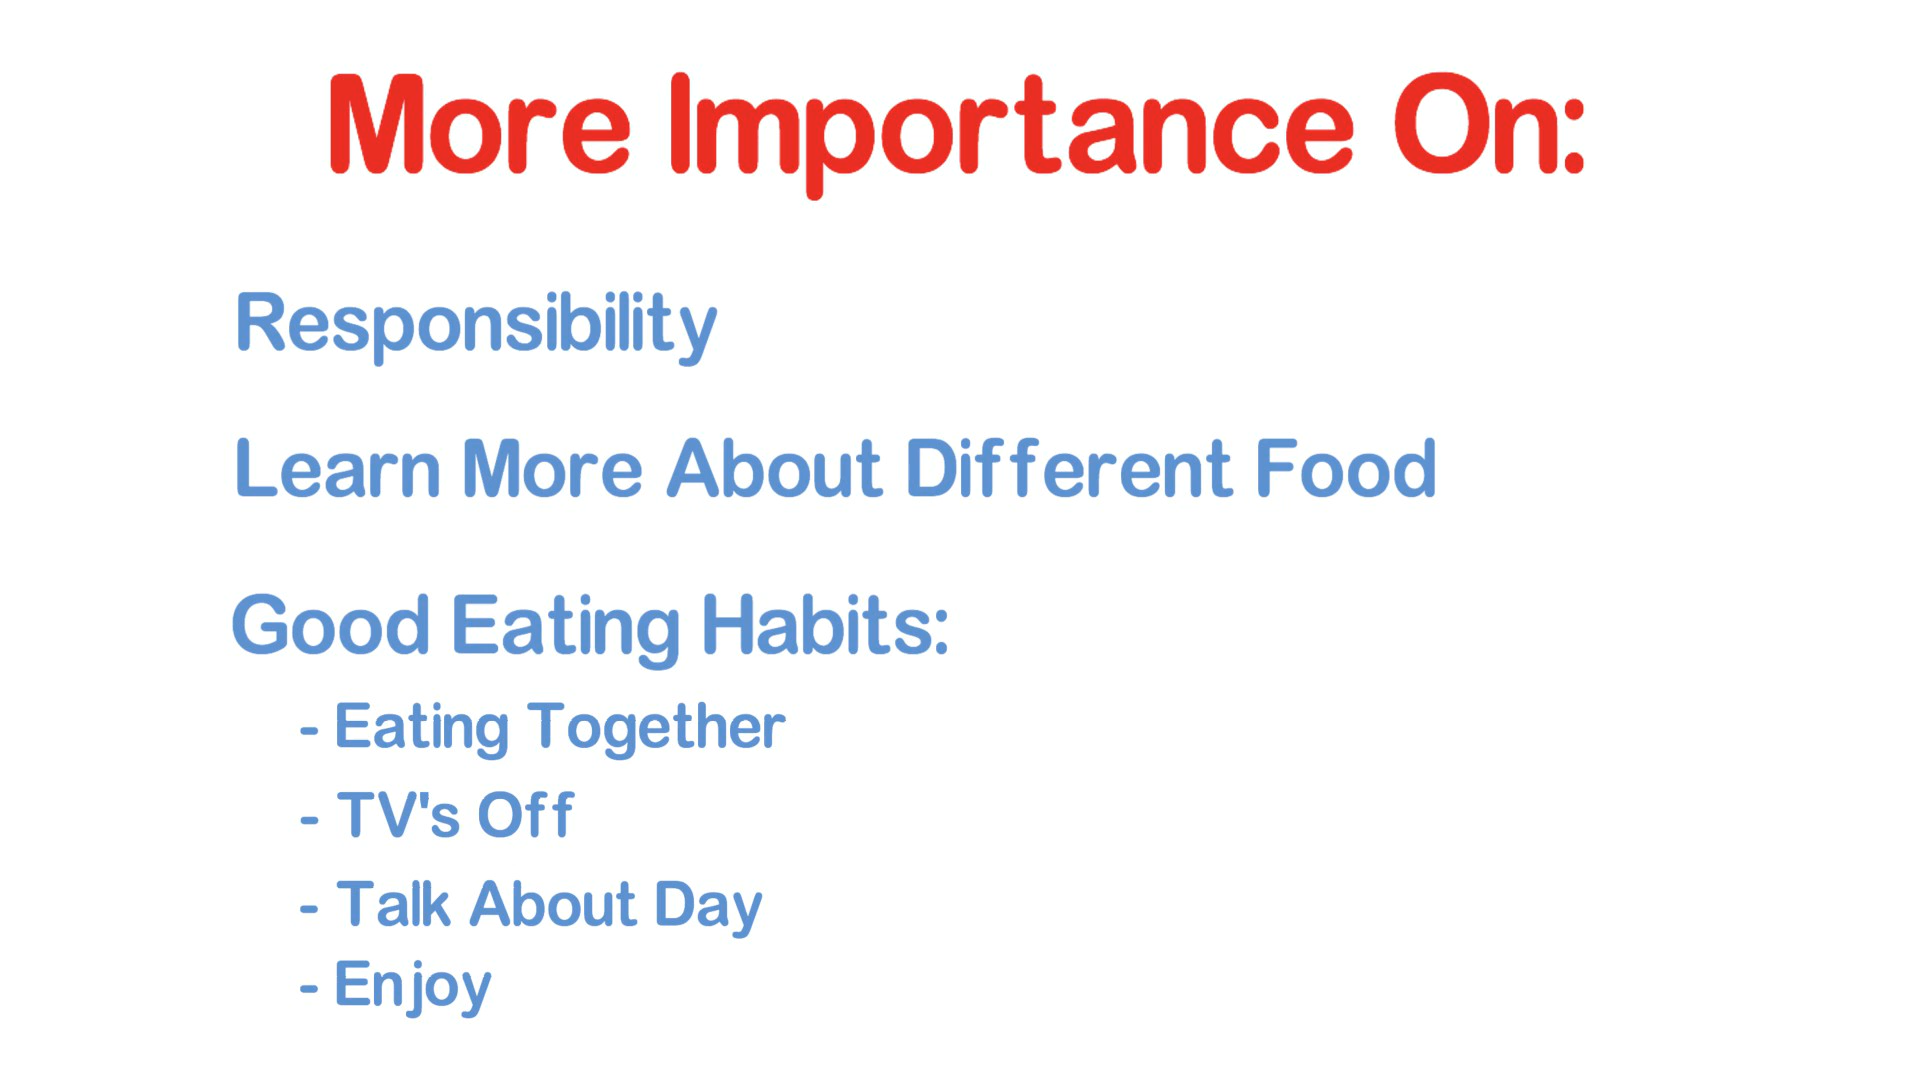 More Importance On:
Responsibility
Learn More About Different Food
Good Eating Habits:
- Eating Together
- TV's Off
- Talk About Day
- Enjoy